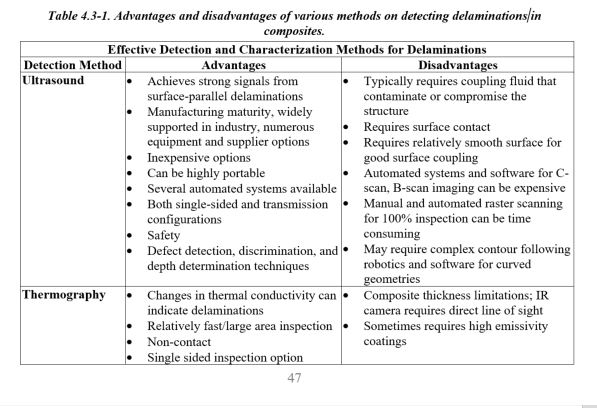 Table 4.3-1. Advantages and disadvantages of various methods on detecting delaminations in
composites.
Effective Detection and Characterization Methods for Delaminations
Detection Method Advantages Disadvantages
Ultrasound
• Achieves strong signals from
surface-parallel delaminations
• Manufacturing maturity, widely
supported in industry, numerous
equipment and supplier options
• Inexpensive options
• Can be highly portable
• Several automated systems available
• Both single-sided and transmission
configurations
• Safety
• Defect detection, discrimination, and
depth determination techniques
• Typically requires coupling fluid that
contaminate or compromise the
structure
• Requires surface contact
• Requires relatively smooth surface for
good surface coupling
• Automated systems and software for C-
scan, B-scan imaging can be expensive
• Manual and automated raster scanning
for 100% inspection can be time
consuming
• May require complex contour following
robotics and software for curved
geometries
Thermography
• Changes in thermal conductivity can
indicate delaminations
• Relatively fast/large area inspection
• Non-contact
• Single sided inspection option
• Composite thickness limitations; IR
camera requires direct line of sight
• Sometimes requires high emissivity
coatings
47